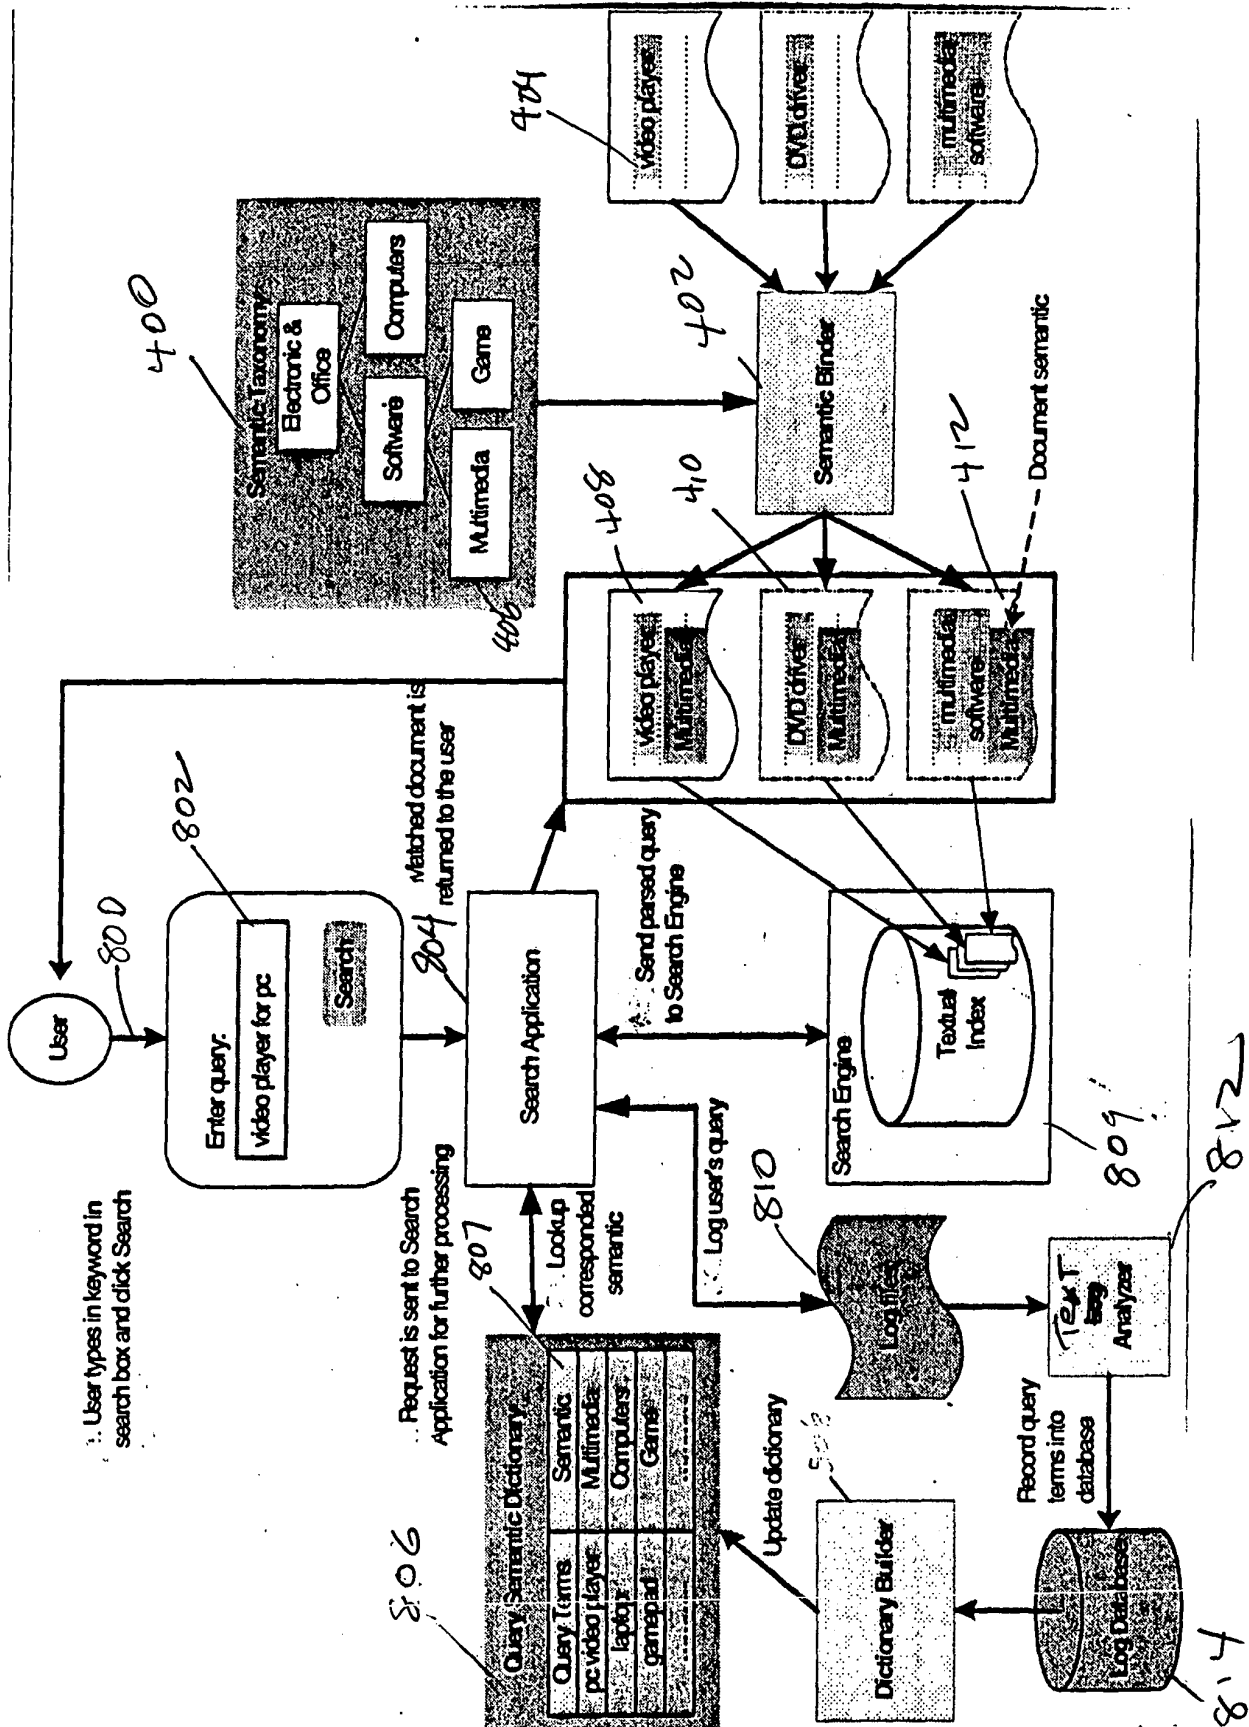 User
800
802
Enter query:
video player for pc
Search
User types in keyword in
search box and click Search
Request is sent to Search
Application for further processing
804
Search Application
Matched document is
returned to the user
400
Semantic Taxonomy
Electronic &
Office
Software
Computers
Multimedia
Game
406
806
Query Semantic Dictionary
807
Query Terms
Semantic
pc video player
Multimedia
laptop
Computers
gamepad
Game
Lookup
corresponded
semantic
Log user's query
Send parsed query
to Search Engine
Update dictionary
Dictionary Builder
810
Log files
Search Engine
Textual
Index
809
408
video player
Multimedia
410
DVD driver
Multimedia
412
multimedia
software
Multimedia
Document semantic
402
Semantic Binder
404
video player
DVD driver
multimedia
software
Record query
terms into
database
Text
Log
Analyzer
812
Log Database
814